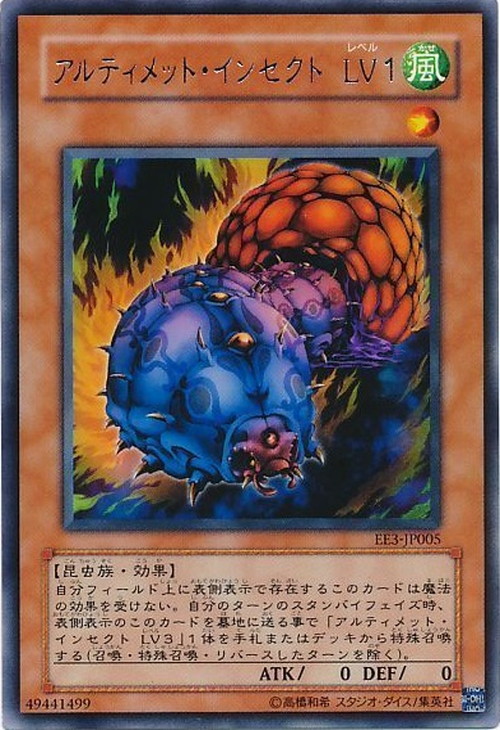 アルティメット・インセクト LV1
レベル
風
かぜ
EE3-JP005
【昆虫族・効果】
自分フィールド上に表側表示で存在するこのカードは魔法
の効果を受けない。自分のターンのスタンバイフェイズ時、
表側表示のこのカードを墓地に送る事で「アルティメット・
インセクト LV3」1体を手札またはデッキから特殊召喚
する(召喚・特殊召喚・リバースしたターンを除く)。
ATK/ 0 DEF/ 0
49441499
©高橋和希 スタジオ・ダイス/集英社